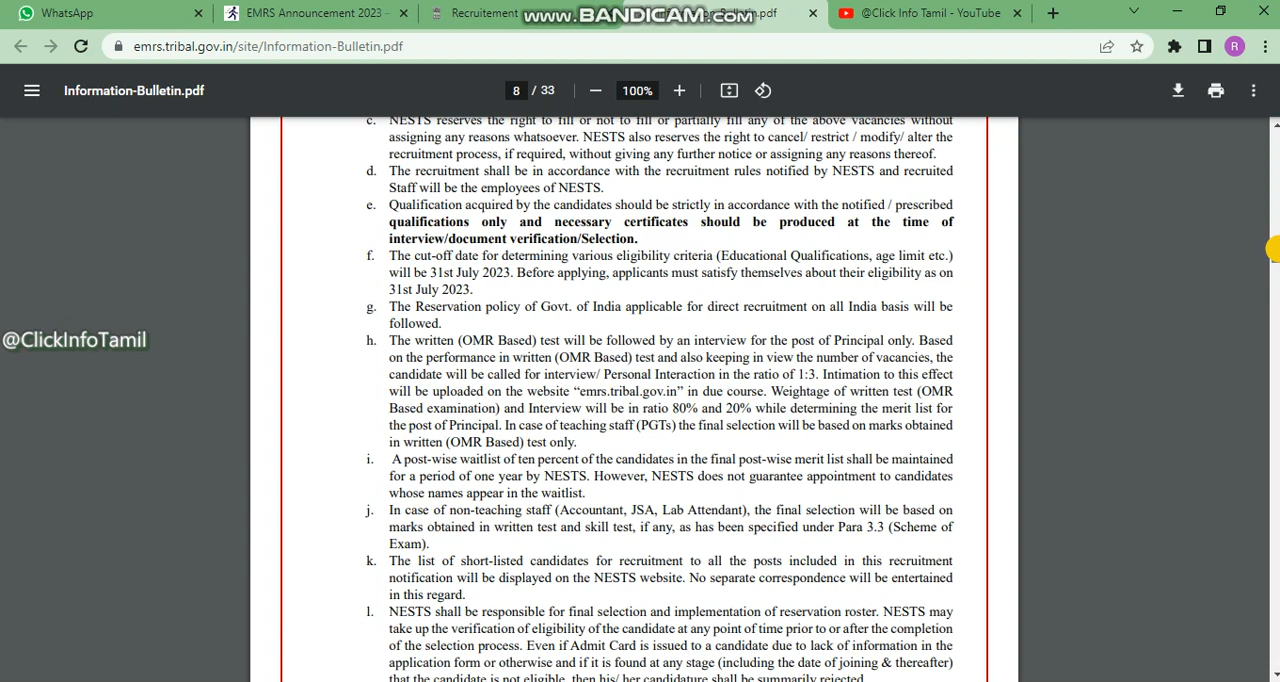 WhatsApp
EMRS Announcement 2023 -
Recruitement
www.BANDICAM.com
.pdf
@Click Info Tamil - YouTube
emrs.tribal.gov.in/site/Information-Bulletin.pdf
R
Information-Bulletin.pdf
8 / 33
100%
c. NESTS reserves the right to fill or not to fill or partially fill any of the above vacancies without
assigning any reasons whatsoever. NESTS also reserves the right to cancel/ restrict / modify/ alter the
recruitment process, if required, without giving any further notice or assigning any reasons thereof.
d. The recruitment shall be in accordance with the recruitment rules notified by NESTS and recruited
Staff will be the employees of NESTS.
e. Qualification acquired by the candidates should be strictly in accordance with the notified / prescribed
qualifications only and necessary certificates should be produced at the time of
interview/document verification/Selection.
f. The cut-off date for determining various eligibility criteria (Educational Qualifications, age limit etc.)
will be 31st July 2023. Before applying, applicants must satisfy themselves about their eligibility as on
31st July 2023.
g. The Reservation policy of Govt. of India applicable for direct recruitment on all India basis will be
followed.
@ClickInfoTamil
h. The written (OMR Based) test will be followed by an interview for the post of Principal only. Based
on the performance in written (OMR Based) test and also keeping in view the number of vacancies, the
candidate will be called for interview/ Personal Interaction in the ratio of 1:3. Intimation to this effect
will be uploaded on the website “emrs.tribal.gov.in” in due course. Weightage of written test (OMR
Based examination) and Interview will be in ratio 80% and 20% while determining the merit list for
the post of Principal. In case of teaching staff (PGTs) the final selection will be based on marks obtained
in written (OMR Based) test only.
i. A post-wise waitlist of ten percent of the candidates in the final post-wise merit list shall be maintained
for a period of one year by NESTS. However, NESTS does not guarantee appointment to candidates
whose names appear in the waitlist.
j. In case of non-teaching staff (Accountant, JSA, Lab Attendant), the final selection will be based on
marks obtained in written test and skill test, if any, as has been specified under Para 3.3 (Scheme of
Exam).
k. The list of short-listed candidates for recruitment to all the posts included in this recruitment
notification will be displayed on the NESTS website. No separate correspondence will be entertained
in this regard.
l. NESTS shall be responsible for final selection and implementation of reservation roster. NESTS may
take up the verification of eligibility of the candidate at any point of time prior to or after the completion
of the selection process. Even if Admit Card is issued to a candidate due to lack of information in the
application form or otherwise and if it is found at any stage (including the date of joining & thereafter)
that the candidate is not eligible, then his/ her candidature shall be summarily rejected.